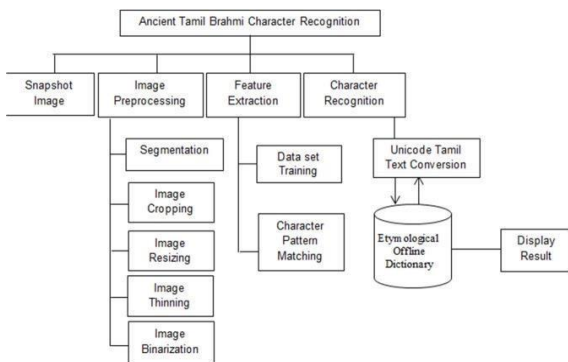 Ancient Tamil Brahmi Character Recognition
Snapshot
Image
Image
Preprocessing
Feature
Extraction
Character
Recognition
Segmentation
Image
Cropping
Image
Resizing
Image
Thinning
Image
Binarization
Data set
Training
Character
Pattern
Matching
Unicode Tamil
Text Conversion
Etymological
Offline
Dictionary
Display
Result